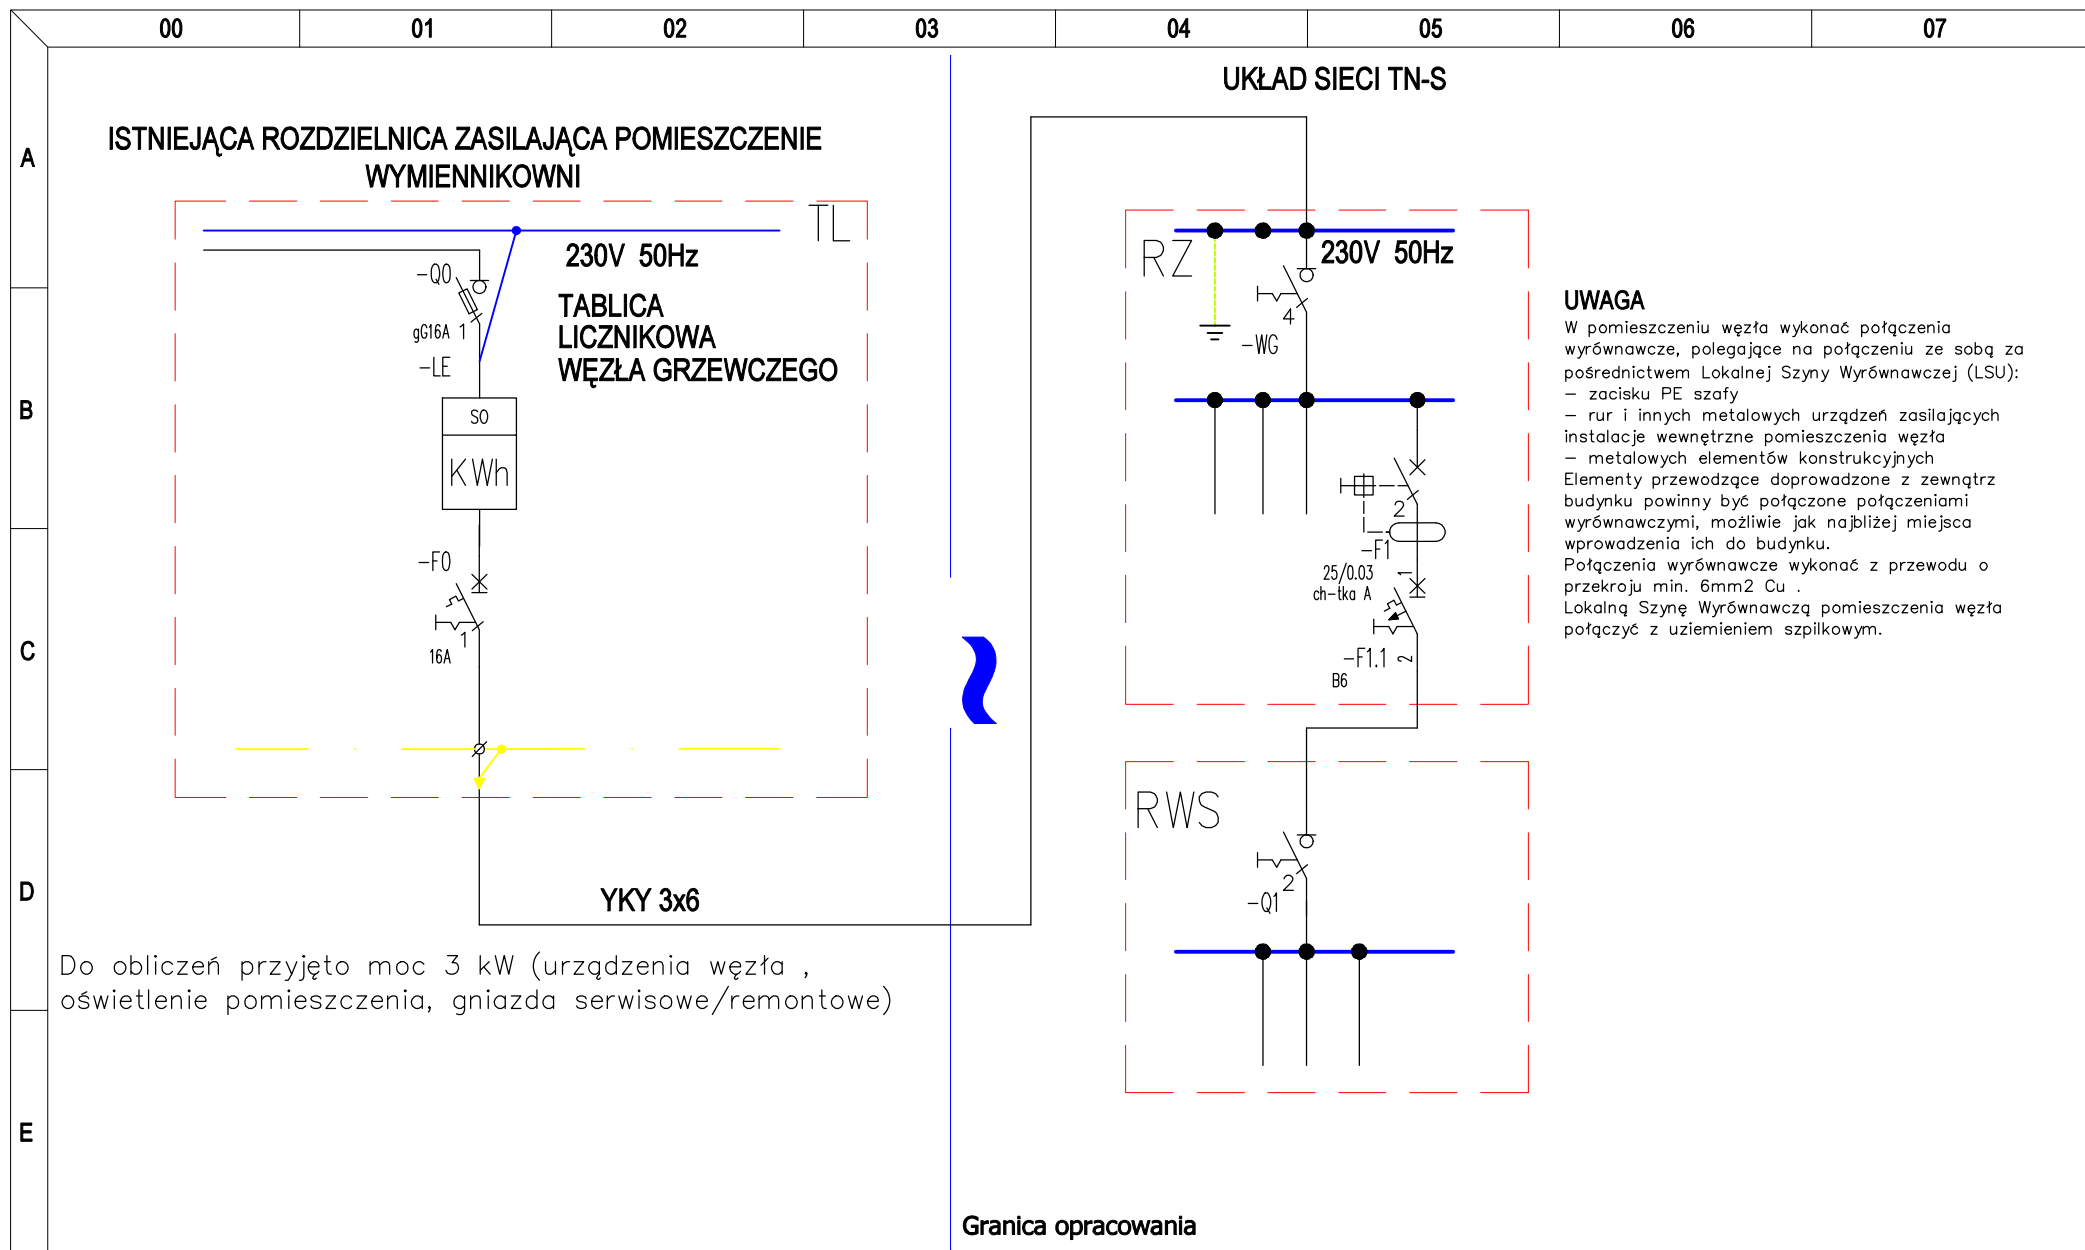 00 01 02 03 04 05 06 07
A
B
C
D
E
UKŁAD SIECI TN-S
ISTNIEJĄCA ROZDZIELNICA ZASILAJĄCA POMIESZCZENIE
WYMIENNIKOWNI
TL
230V 50Hz
-Q0
gG16A 1
-LE
TABLICA
LICZNIKOWA
WĘZŁA GRZEWCZEGO
SO
KWh
-F0
1
16A
YKY 3x6
Do obliczeń przyjęto moc 3 kW (urządzenia węzła ,
oświetlenie pomieszczenia, gniazda serwisowe/remontowe)
RZ
230V 50Hz
4
-WG
2
-F1
25/0.03
ch-tka A
1
-F1.1
2
B6
RWS
2
-Q1
UWAGA
W pomieszczeniu węzła wykonać połączenia
wyrównawcze, polegające na połączeniu ze sobą za
pośrednictwem Lokalnej Szyny Wyrównawczej (LSU):
– zacisku PE szafy
– rur i innych metalowych urządzeń zasilających
instalacje wewnętrzne pomieszczenia węzła
– metalowych elementów konstrukcyjnych
Elementy przewodzące doprowadzone z zewnątrz
budynku powinny być połączone połączeniami
wyrównawczymi, możliwie jak najbliżej miejsca
wprowadzenia ich do budynku.
Połączenia wyrównawcze wykonać z przewodu o
przekroju min. 6mm2 Cu .
Lokalną Szynę Wyrównawczą pomieszczenia węzła
połączyć z uziemieniem szpilkowym.
Granica opracowania